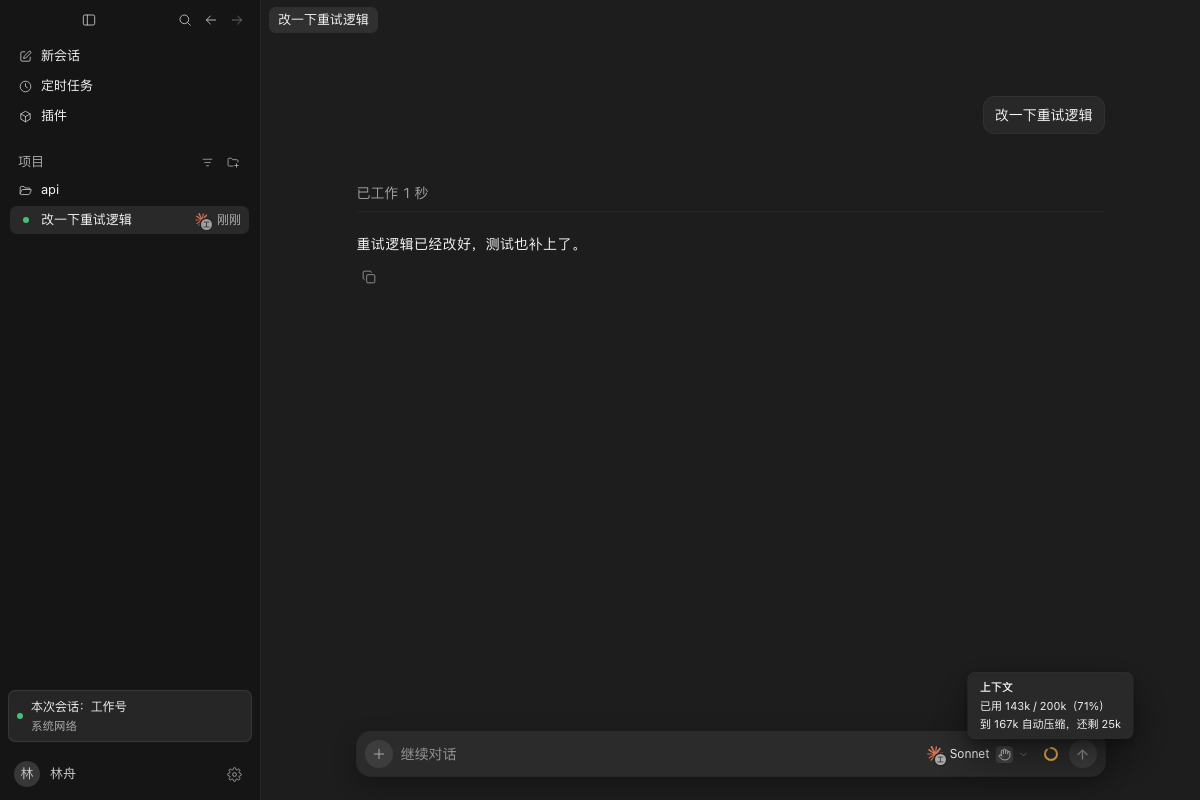 改一下重试逻辑
新会话
定时任务
插件
项目
api
改一下重试逻辑 工 刚刚
改一下重试逻辑
已工作 1 秒
重试逻辑已经改好，测试也补上了。
本次会话：工作号
系统网络
林 林舟
上下文
已用 143k / 200k（71%）
到 167k 自动压缩，还剩 25k
继续对话
工 Sonnet